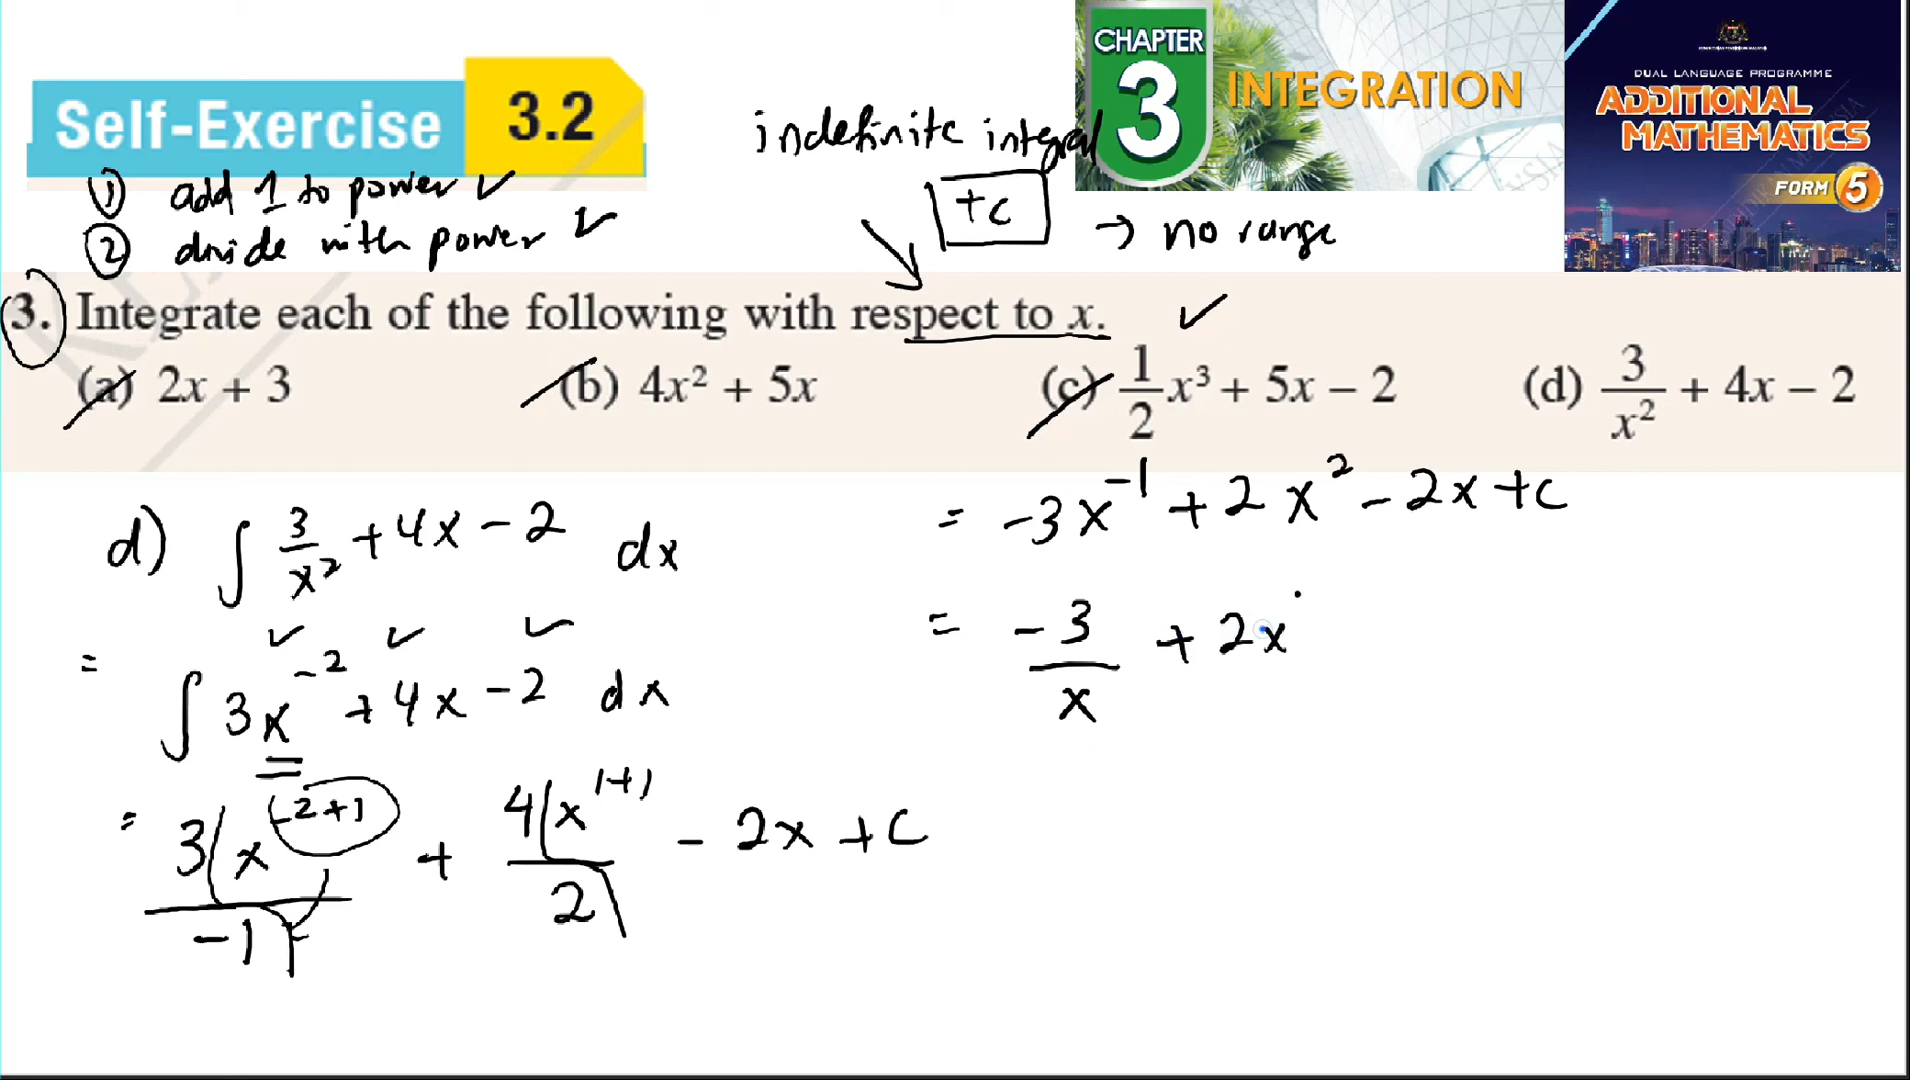 CHAPTER
3
INTEGRATION
DUAL LANGUAGE PROGRAMME
ADDITIONAL
MATHEMATICS
FORM 5
Self-Exercise 3.2
indefinite integral
① add 1 to power ✓
② divide with power ✓
+c → no range
3. Integrate each of the following with respect to x. ✓
(a) 2x + 3 (b) 4x² + 5x (c) 1/2 x³ + 5x – 2 (d) 3/x² + 4x – 2
d) ∫ 3/x² + 4x - 2 dx
= ∫ 3x⁻² + 4x - 2 dx
= 3x⁻²⁺¹/-1 + 4x¹⁺¹/2 - 2x + c
= -3x⁻¹ + 2x² - 2x + c
= -3/x + 2x